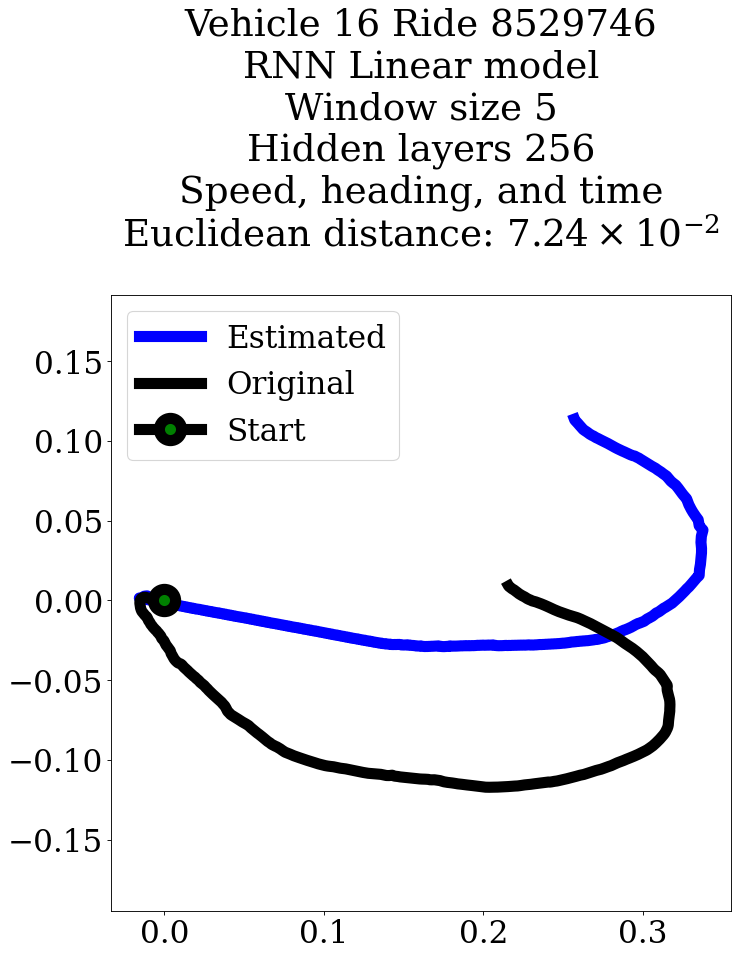 Vehicle 16 Ride 8529746
RNN Linear model
Window size 5
Hidden layers 256
Speed, heading, and time
Euclidean distance: 7.24 × 10⁻²
Estimated
Original
Start
0.15
0.10
0.05
0.00
−0.05
−0.10
−0.15
0.0 0.1 0.2 0.3